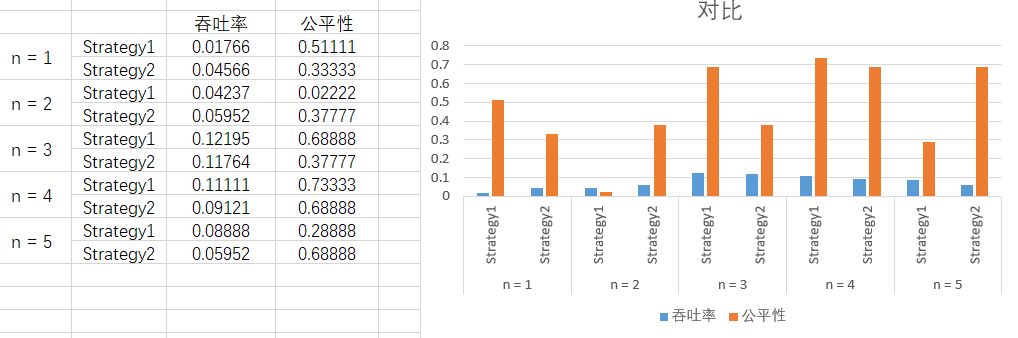 吞吐率 公平性
n = 1 Strategy1 0.01766 0.51111
Strategy2 0.04566 0.33333
n = 2 Strategy1 0.04237 0.02222
Strategy2 0.05952 0.37777
n = 3 Strategy1 0.12195 0.68888
Strategy2 0.11764 0.37777
n = 4 Strategy1 0.11111 0.73333
Strategy2 0.09121 0.68888
n = 5 Strategy1 0.08888 0.28888
Strategy2 0.05952 0.68888
对比
0.8
0.7
0.6
0.5
0.4
0.3
0.2
0.1
0
Strategy1 Strategy2 Strategy1 Strategy2 Strategy1 Strategy2 Strategy1 Strategy2 Strategy1 Strategy2
n = 1 n = 2 n = 3 n = 4 n = 5
吞吐率 公平性